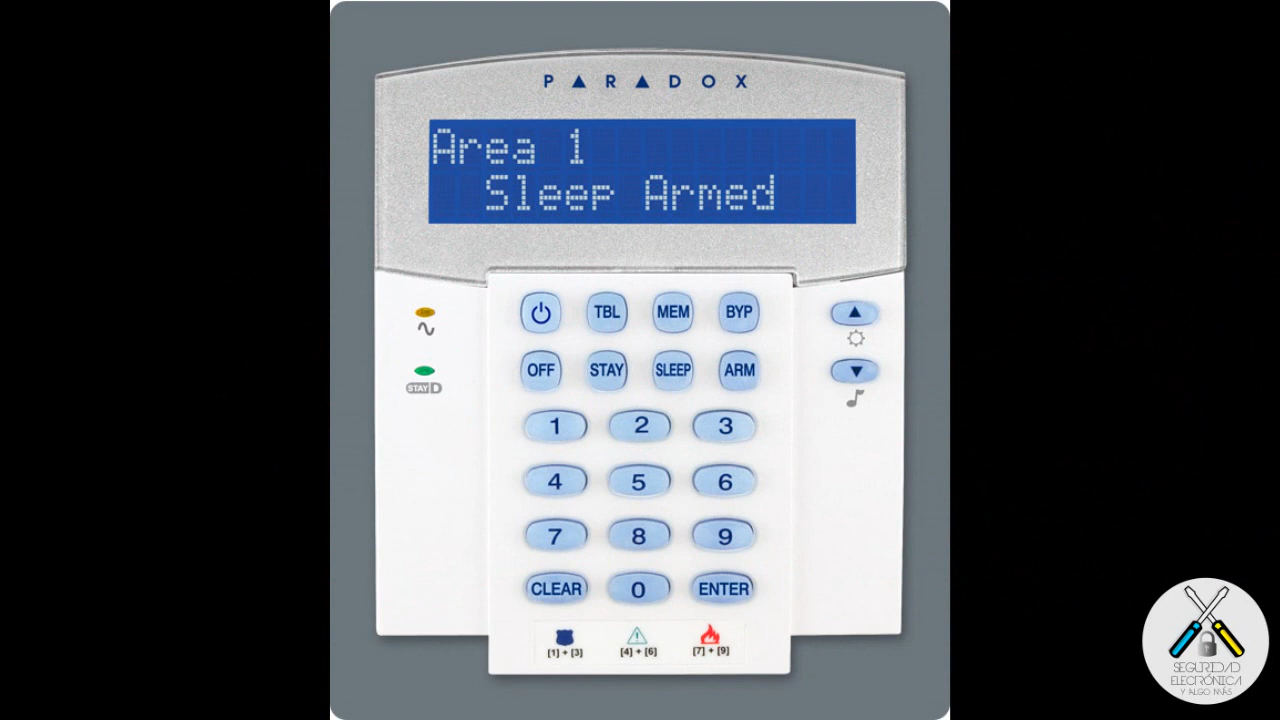 PARADOX
Area 1
Sleep Armed
TBL MEM BYP
OFF STAY SLEEP ARM
STAY D
1 2 3
4 5 6
7 8 9
CLEAR 0 ENTER
[1] + [3] [4] + [6] [7] + [9]
SEGURIDAD
ELECTRÓNICA
Y ALGO MÁS